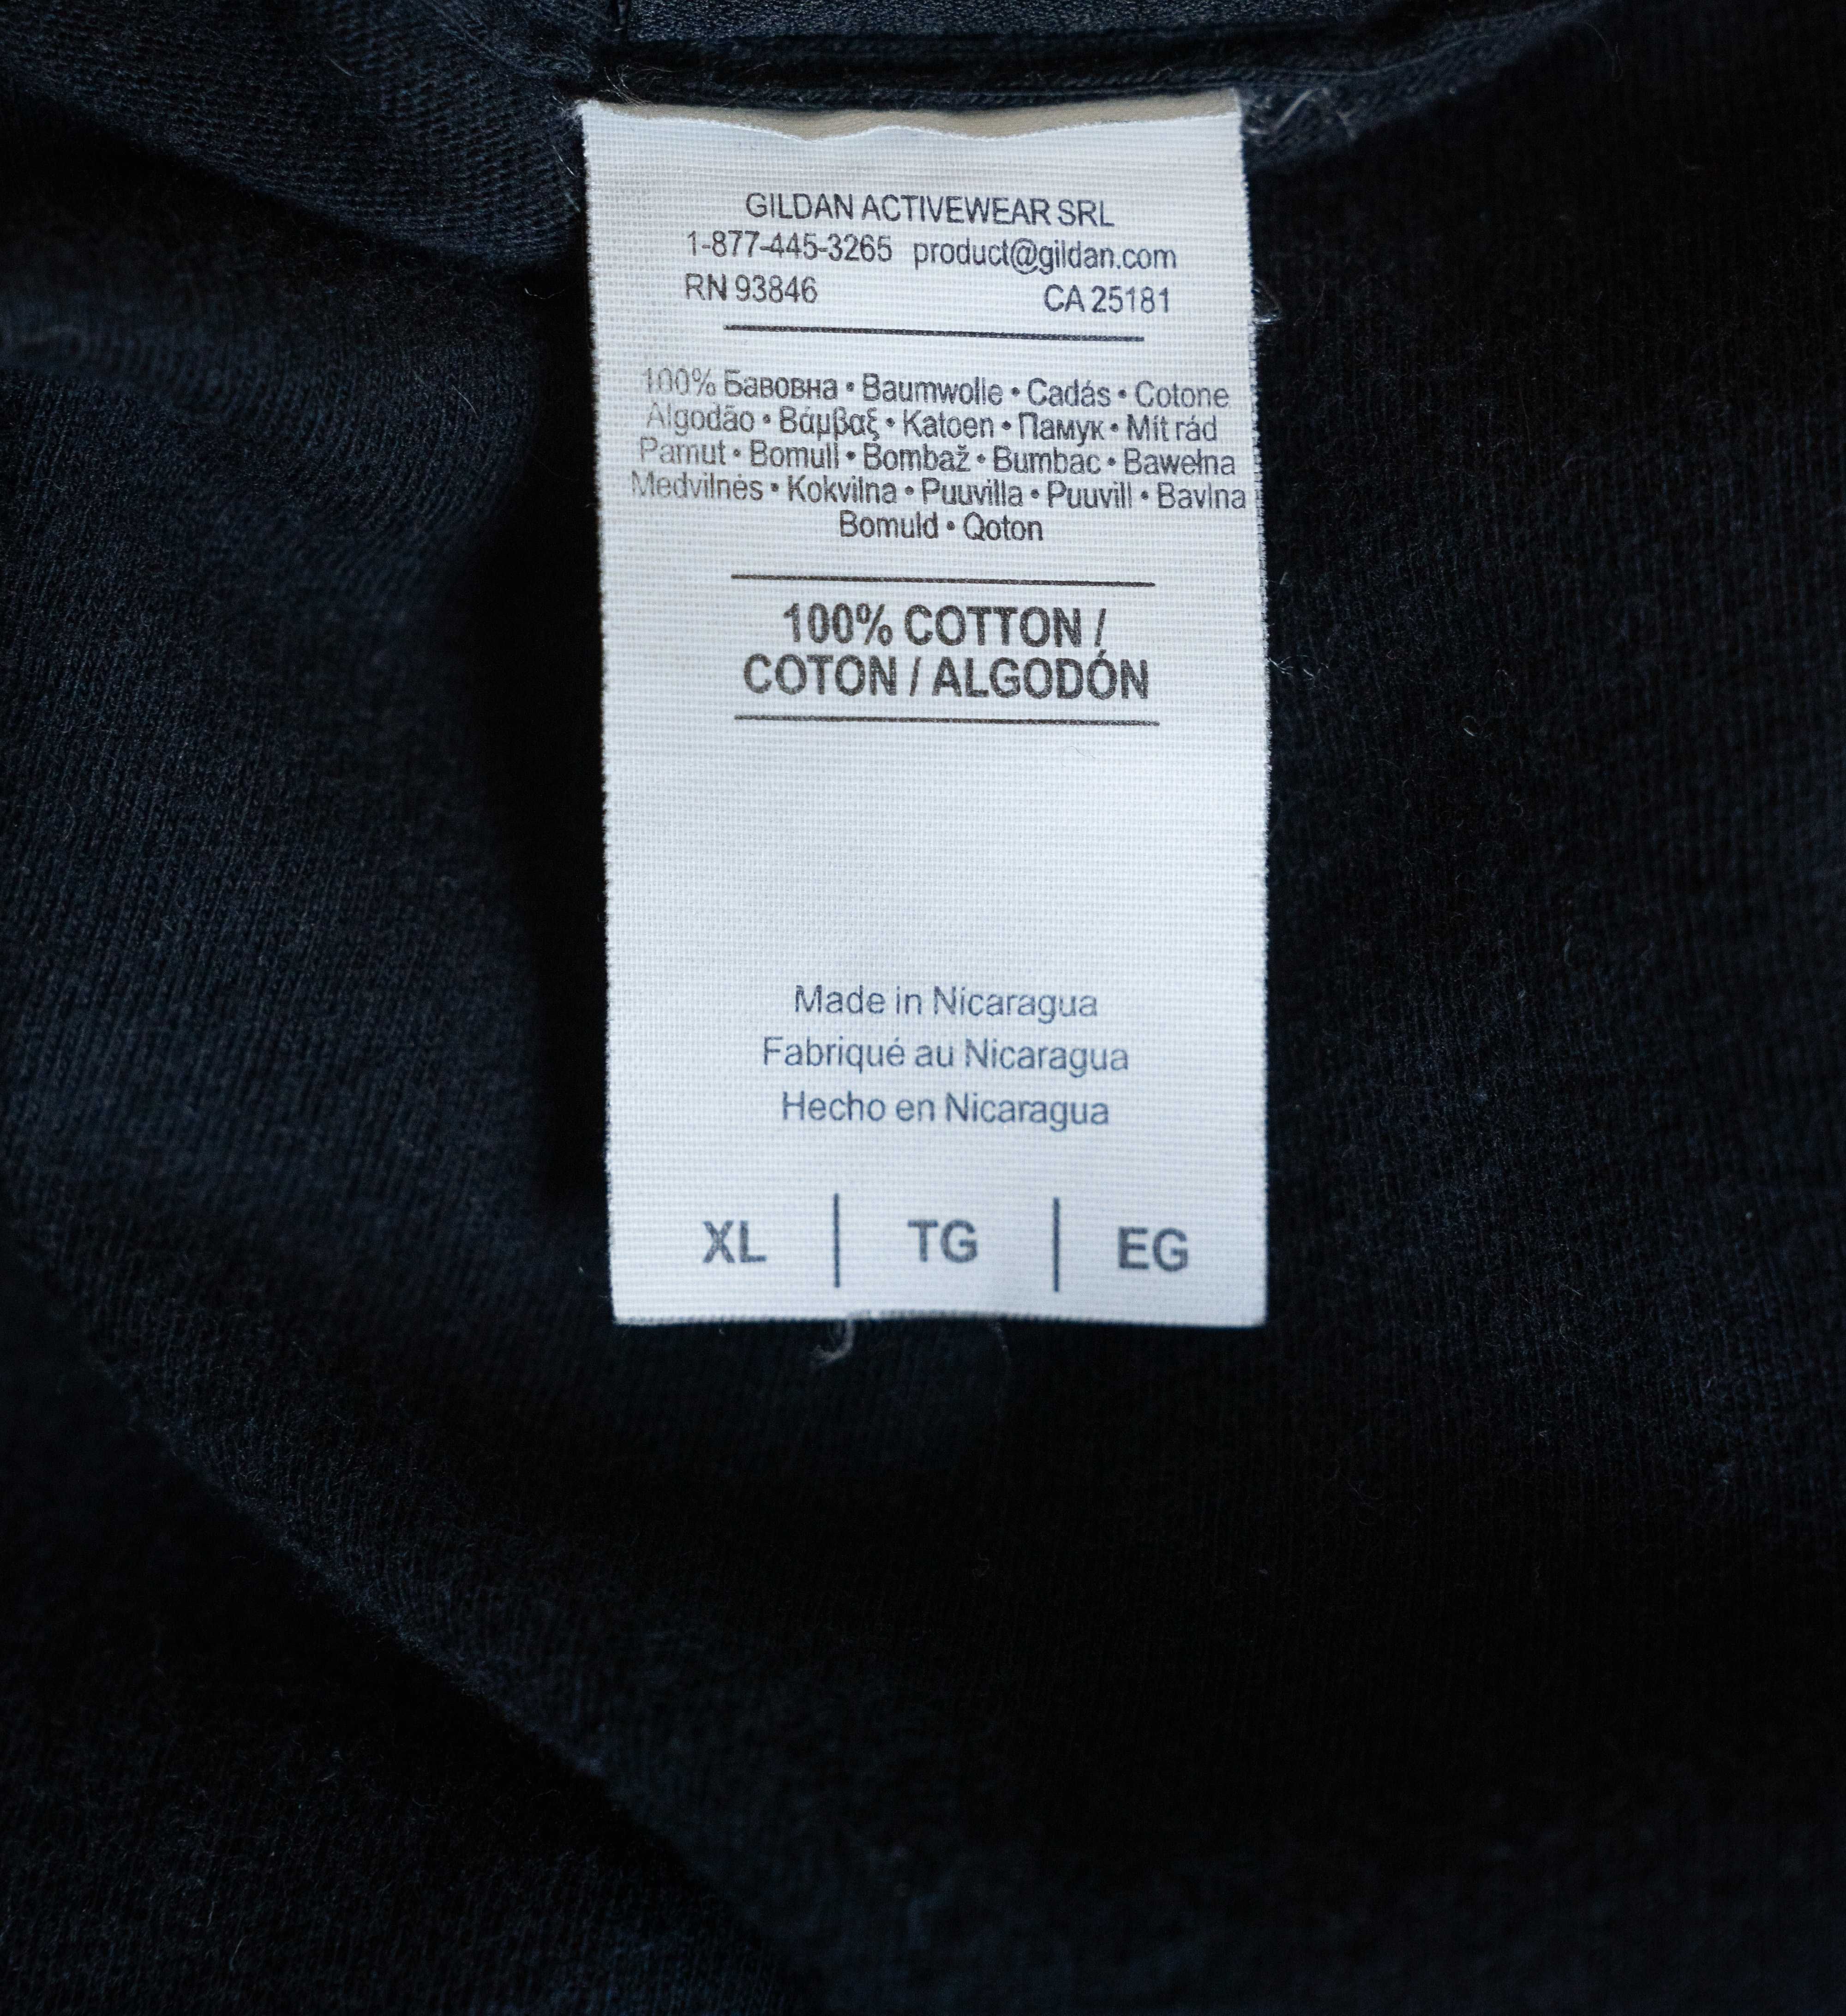 GILDAN ACTIVEWEAR SRL
1-877-445-3265 product@gildan.com
RN 93846 CA 25181
100% Бавовна • Baumwolle • Cadás • Cotone
Algodão • Βάμβαξ • Katoen • Памук • Mit rád
Pamut • Bomull • Bombaž • Bumbac • Bawełna
Medvilnės • Kokvilna • Puuvilla • Puuvill • Bavlna
Bomuld • Qoton
100% COTTON /
COTON / ALGODÓN
Made in Nicaragua
Fabriqué au Nicaragua
Hecho en Nicaragua
XL | TG | EG